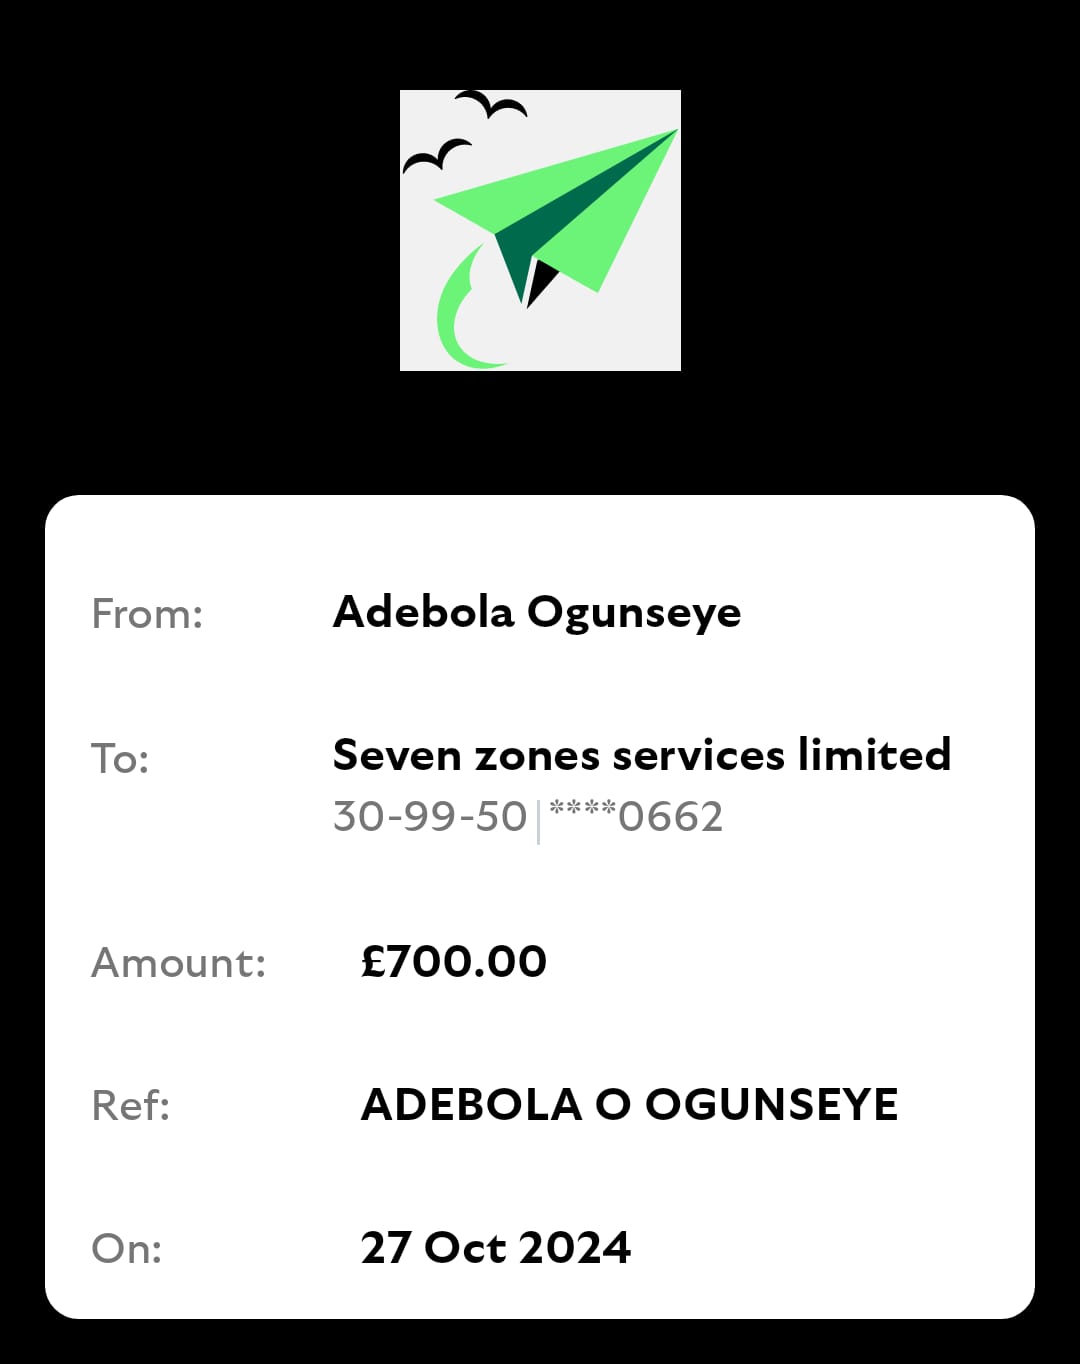 From: Adebola Ogunseye
To: Seven zones services limited
30-99-50|****0662
Amount: £700.00
Ref: ADEBOLA O OGUNSEYE
On: 27 Oct 2024